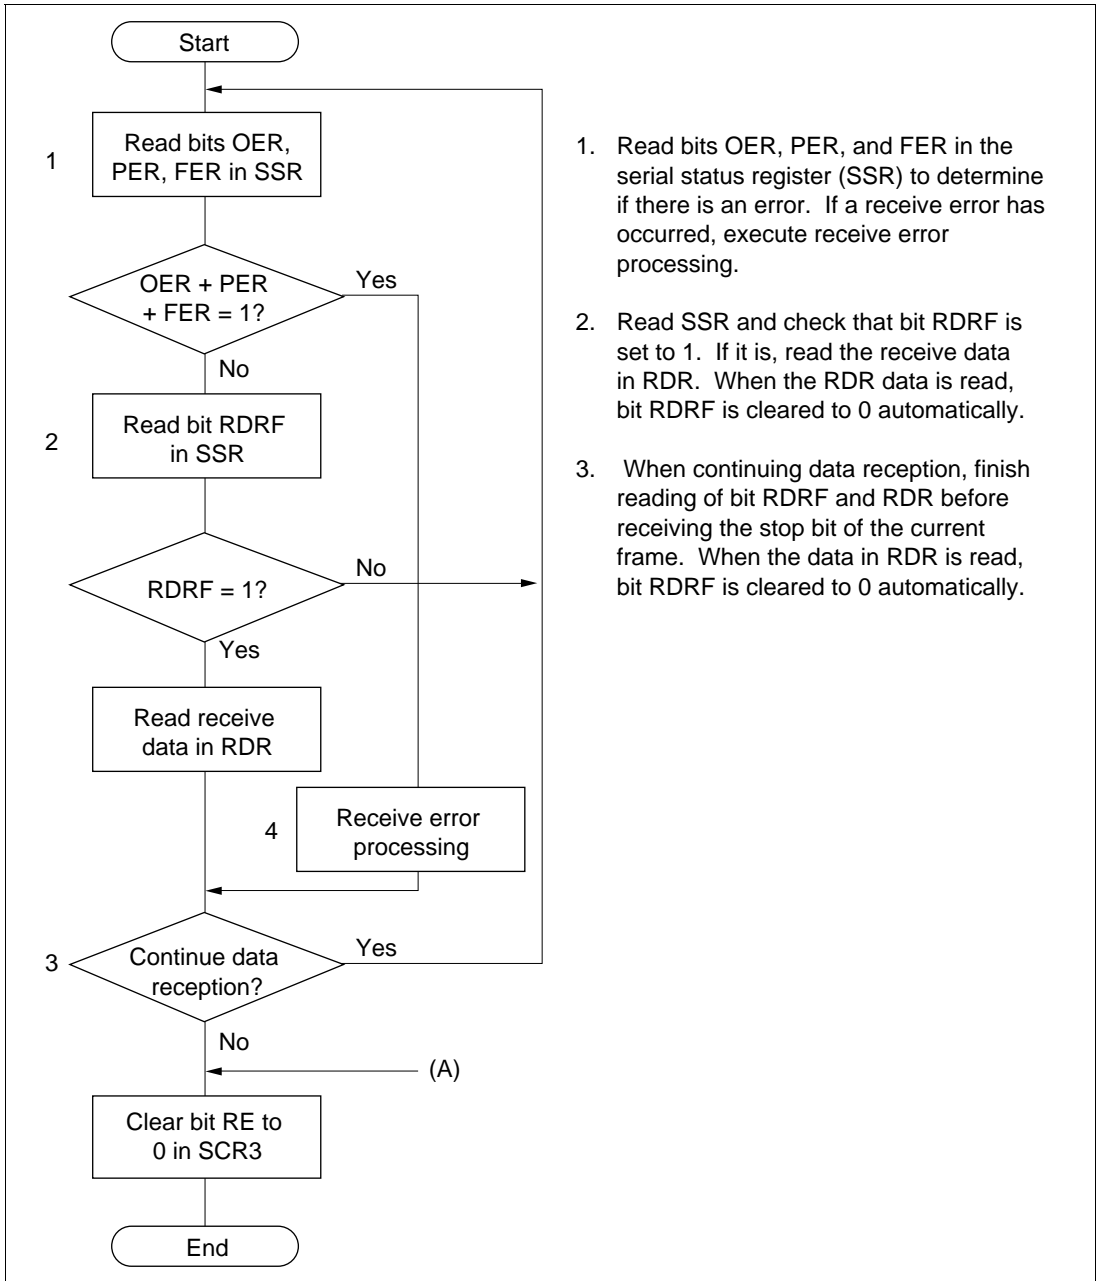 Start
1
Read bits OER,
PER, FER in SSR
OER + PER
+ FER = 1?
Yes
No
2
Read bit RDRF
in SSR
RDRF = 1?
No
Yes
Read receive
data in RDR
4
Receive error
processing
3
Continue data
reception?
Yes
No
(A)
Clear bit RE to
0 in SCR3
End
1. Read bits OER, PER, and FER in the
serial status register (SSR) to determine
if there is an error. If a receive error has
occurred, execute receive error
processing.
2. Read SSR and check that bit RDRF is
set to 1. If it is, read the receive data
in RDR. When the RDR data is read,
bit RDRF is cleared to 0 automatically.
3. When continuing data reception, finish
reading of bit RDRF and RDR before
receiving the stop bit of the current
frame. When the data in RDR is read,
bit RDRF is cleared to 0 automatically.